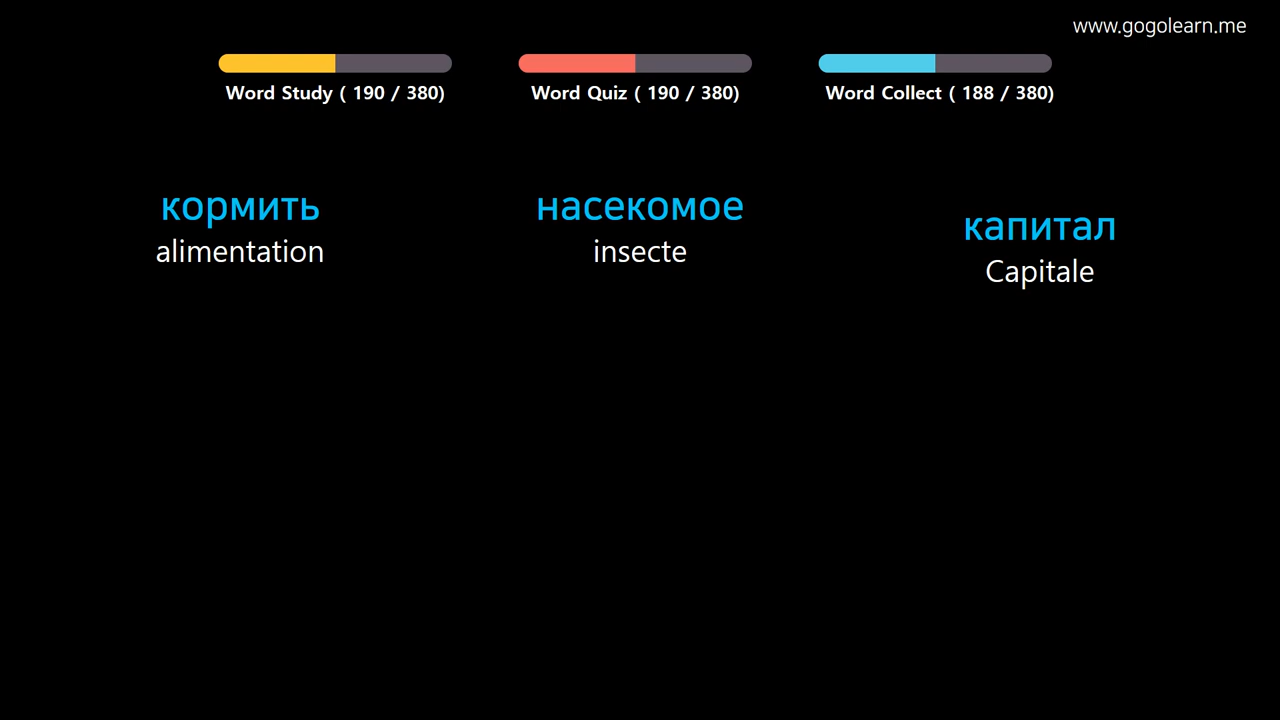 www.gogolearn.me
Word Study ( 190 / 380)
Word Quiz ( 190 / 380)
Word Collect ( 188 / 380)
кормить
alimentation
насекомое
insecte
капитал
Capitale